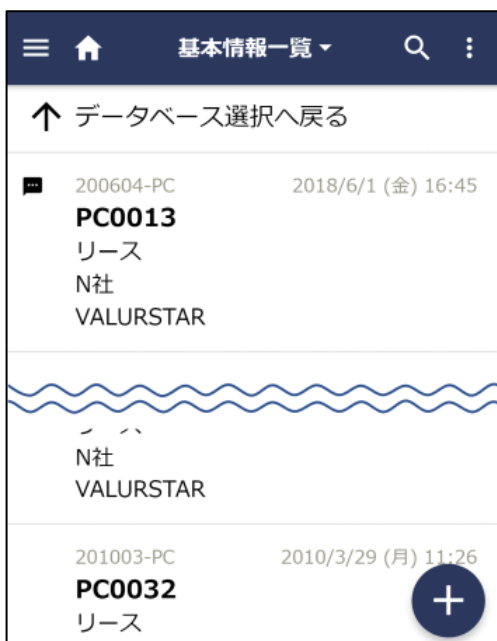 基本情報一覧
データベース選択へ戻る
200604-PC 2018/6/1 (金) 16:45
PC0013
リース
N社
VALURSTAR
N社
VALURSTAR
201003-PC 2010/3/29 (月) 11:26
PC0032
リース